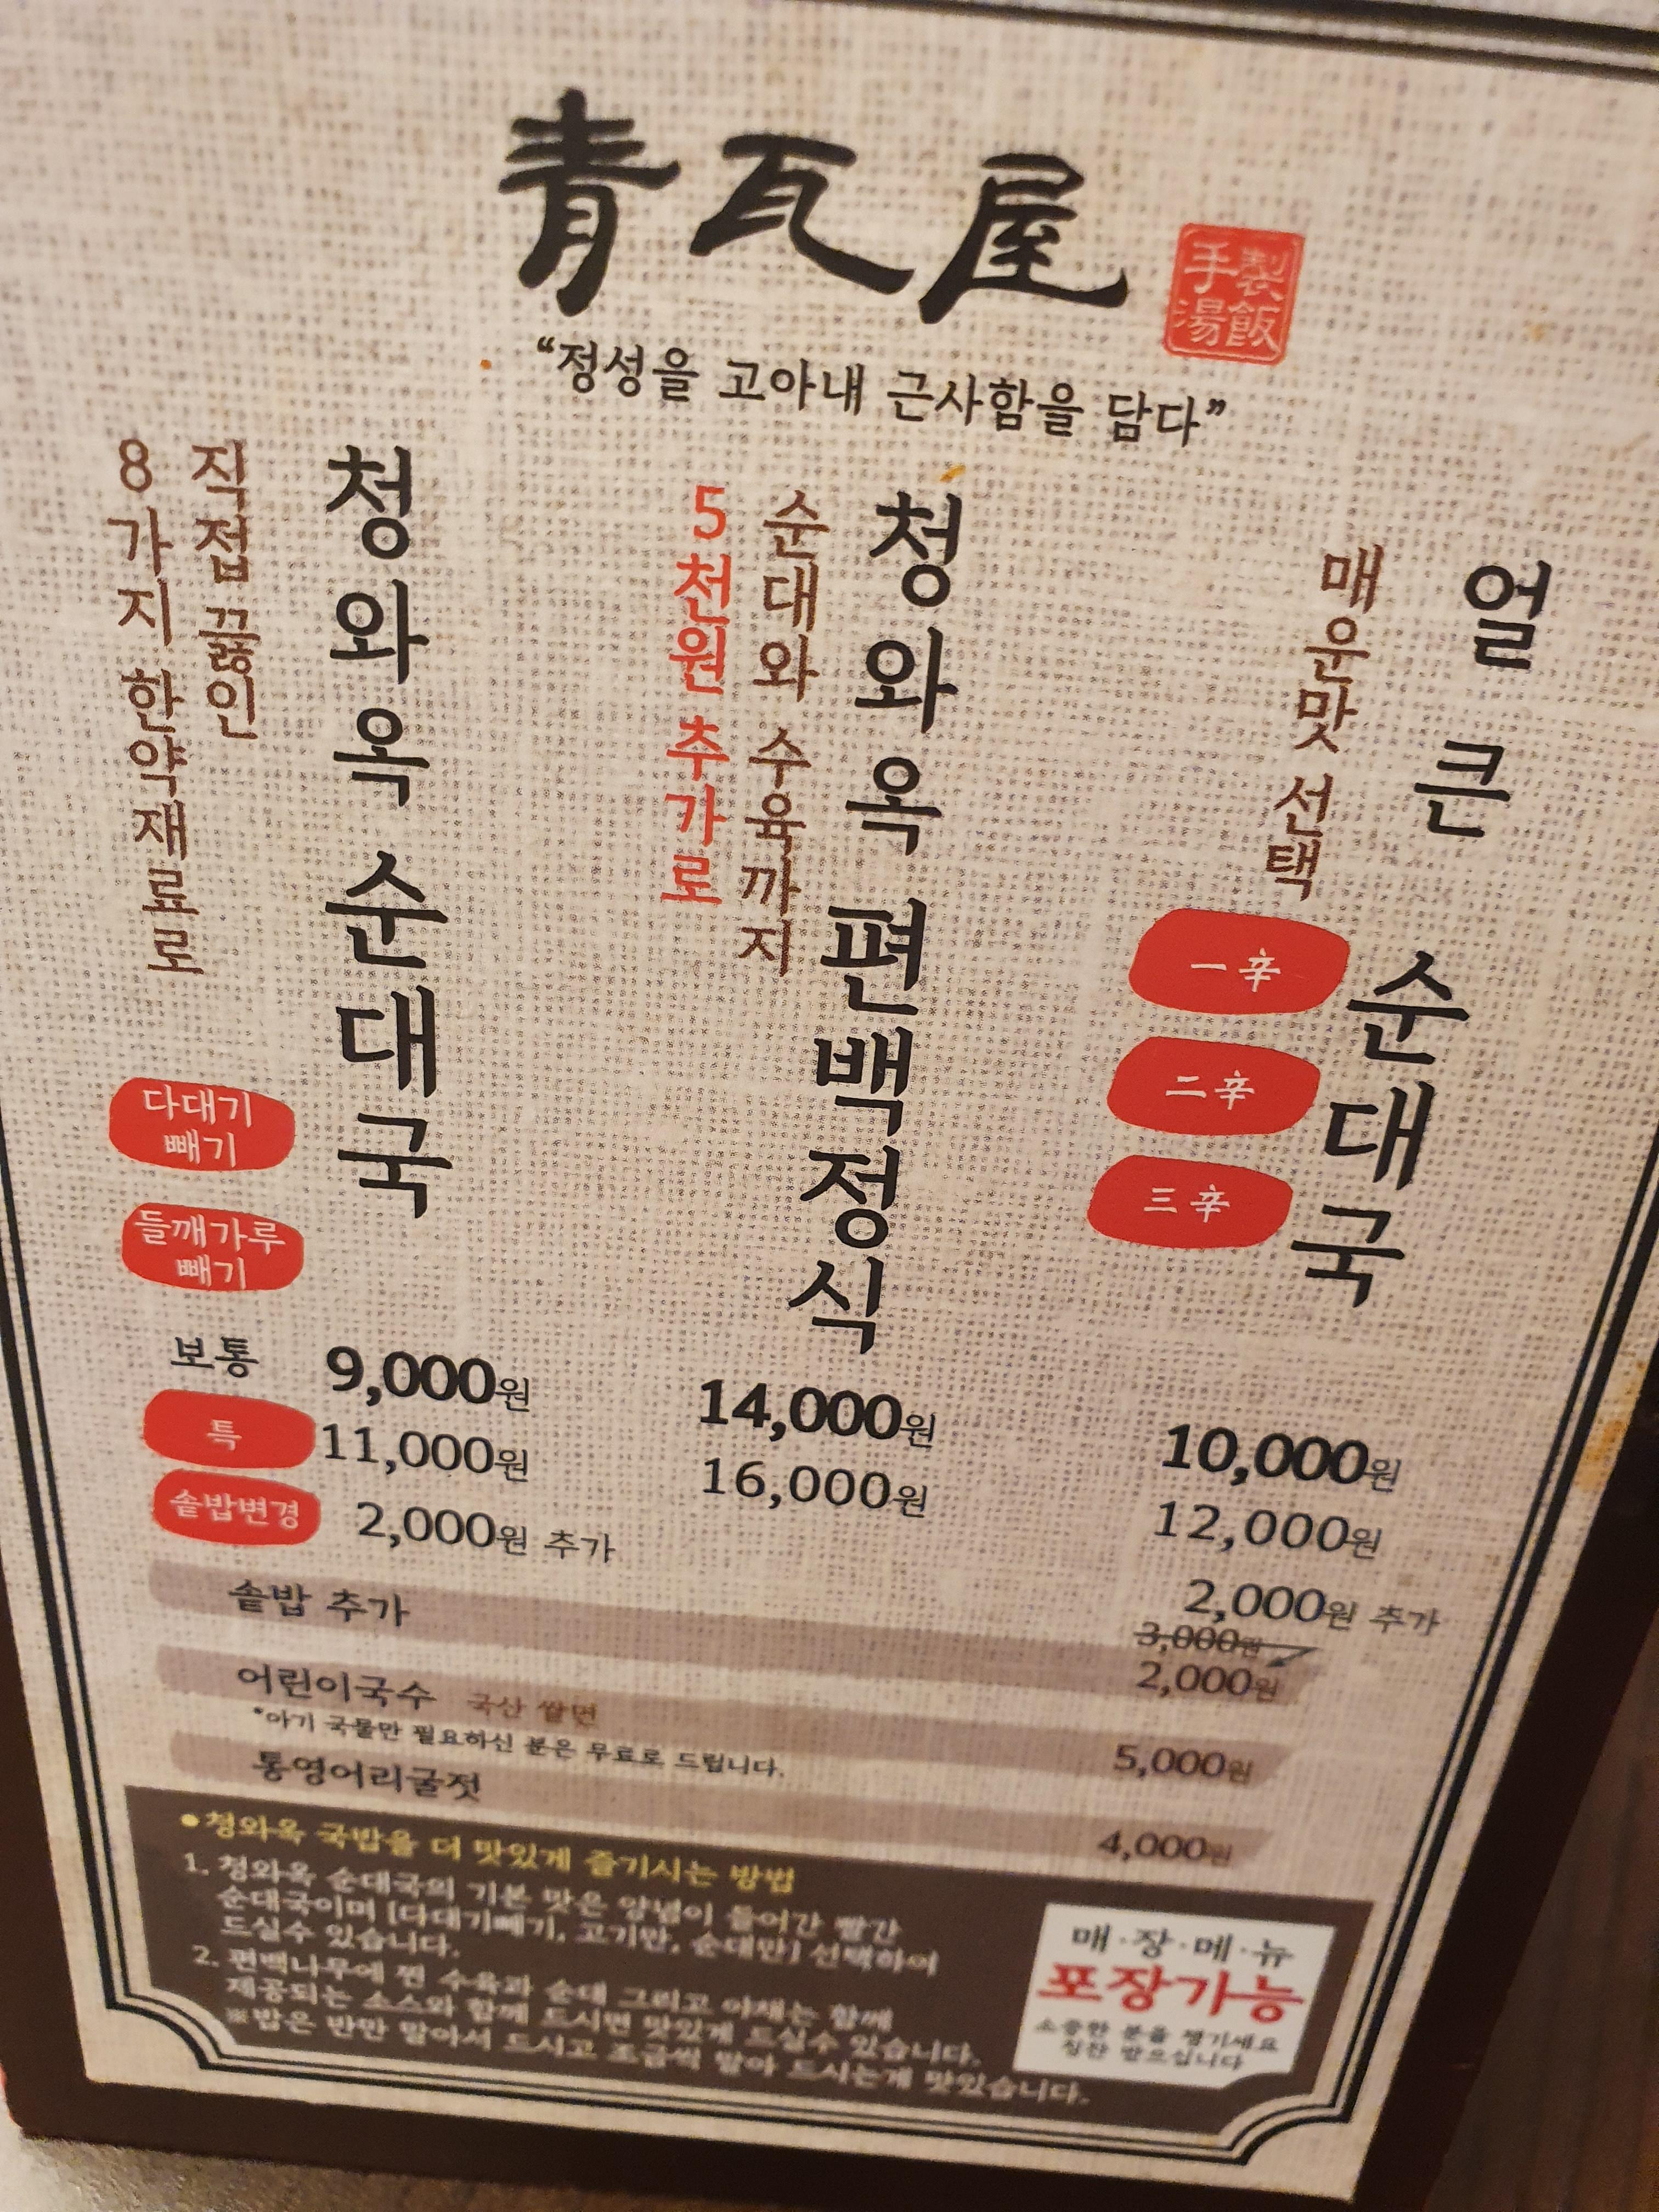 青瓦屋
手製
湯飯
“정성을 고아내 근사함을 담다”
청와옥 순대국
직접 끓인
8가지 한약재료로
다대기
빼기
들깨가루
빼기
청와옥 편백정식
순대와 수육까지
5천원 추가로
얼큰 순대국
매운맛 선택
一辛
二辛
三辛
보통 9,000원 14,000원 10,000원
특 11,000원 16,000원 12,000원
솥밥변경 2,000원 추가 2,000원 추가
솥밥 추가 3,000원 2,000원
어린이국수 국산 쌀면 5,000원
*아기 국물만 필요하신 분은 무료로 드립니다.
통영어리굴젓 4,000원
●청와옥 국밥을 더 맛있게 즐기시는 방법
1. 청와옥 순대국의 기본 맛은 양념이 들어간 빨간
순대국이며 [다대기빼기, 고기만, 순대만] 선택하여
드실수 있습니다.
2. 편백나무에 찐 수육과 순대 그리고 야채는 함께
제공되는 소스와 함께 드시면 맛있게 드실수 있습니다.
※밥은 반만 말아서 드시고 조금씩 말아 드시는게 맛있습니다.
매·장·메·뉴
포장가능
소중한 분을 챙기세요
칭찬 받으십니다